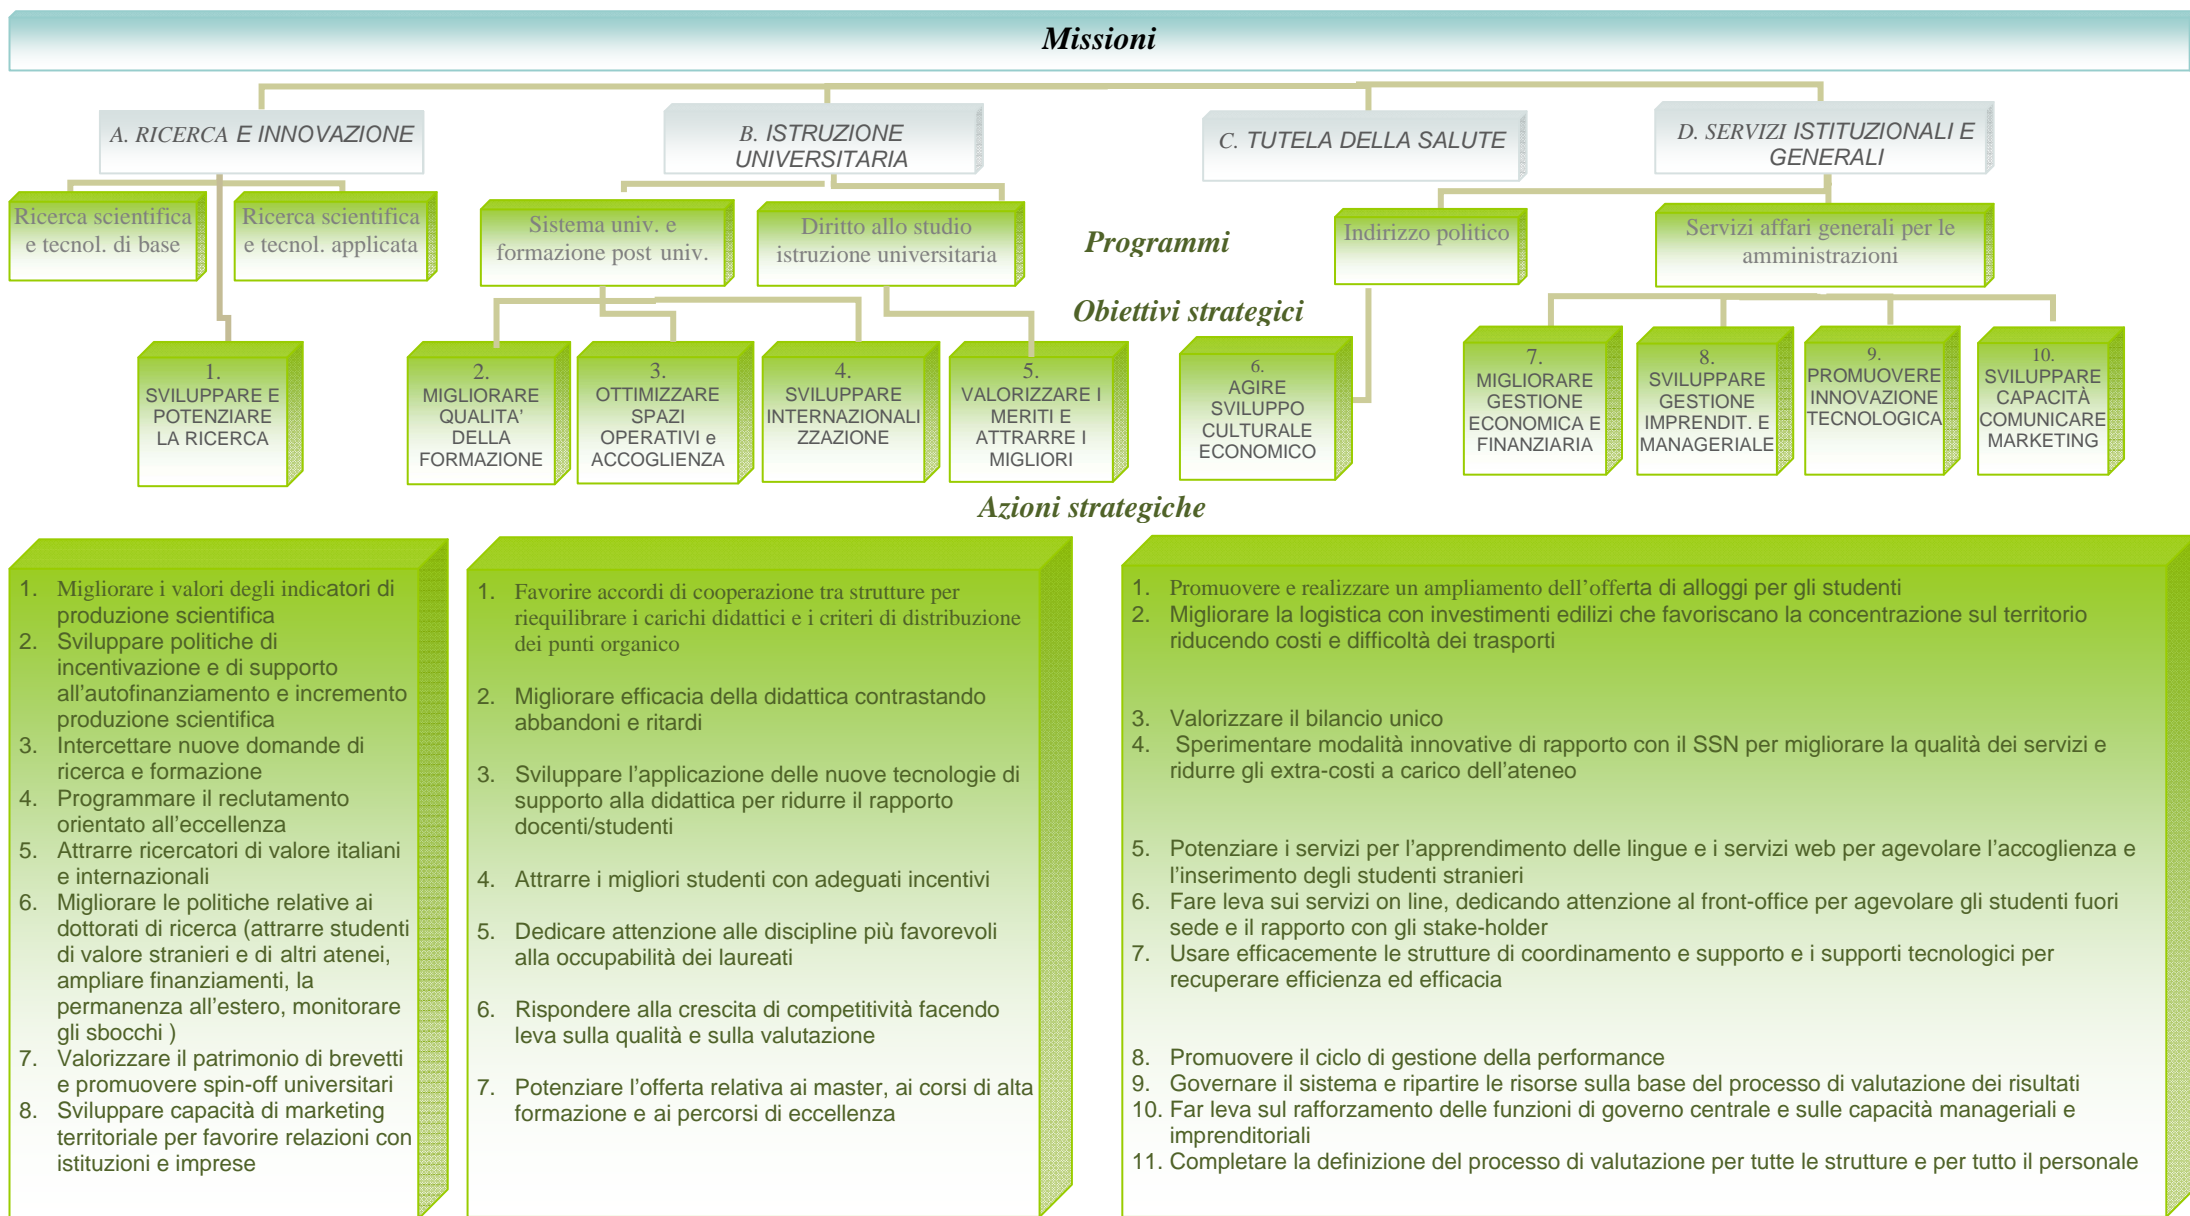 Missioni
A. RICERCA E INNOVAZIONE
B. ISTRUZIONE
UNIVERSITARIA
C. TUTELA DELLA SALUTE
D. SERVIZI ISTITUZIONALI E
GENERALI
Ricerca scientifica
e tecnol. di base
Ricerca scientifica
e tecnol. applicata
Sistema univ. e
formazione post univ.
Diritto allo studio
istruzione universitaria
Programmi
Indirizzo politico
Servizi affari generali per le
amministrazioni
Obiettivi strategici
1.
SVILUPPARE E
POTENZIARE
LA RICERCA
2.
MIGLIORARE
QUALITA'
DELLA
FORMAZIONE
3.
OTTIMIZZARE
SPAZI
OPERATIVI e
ACCOGLIENZA
4.
SVILUPPARE
INTERNAZIONALI
ZZAZIONE
5.
VALORIZZARE I
MERITI E
ATTRARRE I
MIGLIORI
6.
AGIRE
SVILUPPO
CULTURALE
ECONOMICO
7.
MIGLIORARE
GESTIONE
ECONOMICA E
FINANZIARIA
8.
SVILUPPARE
GESTIONE
IMPRENDIT. E
MANAGERIALE
9.
PROMUOVERE
INNOVAZIONE
TECNOLOGICA
10.
SVILUPPARE
CAPACITÀ
COMUNICARE
MARKETING
Azioni strategiche
1. Migliorare i valori degli indicatori di
produzione scientifica
2. Sviluppare politiche di
incentivazione e di supporto
all'autofinanziamento e incremento
produzione scientifica
3. Intercettare nuove domande di
ricerca e formazione
4. Programmare il reclutamento
orientato all'eccellenza
5. Attrarre ricercatori di valore italiani
e internazionali
6. Migliorare le politiche relative ai
dottorati di ricerca (attrarre studenti
di valore stranieri e di altri atenei,
ampliare finanziamenti, la
permanenza all'estero, monitorare
gli sbocchi )
7. Valorizzare il patrimonio di brevetti
e promuovere spin-off universitari
8. Sviluppare capacità di marketing
territoriale per favorire relazioni con
istituzioni e imprese
1. Favorire accordi di cooperazione tra strutture per
riequilibrare i carichi didattici e i criteri di distribuzione
dei punti organico
2. Migliorare efficacia della didattica contrastando
abbandoni e ritardi
3. Sviluppare l'applicazione delle nuove tecnologie di
supporto alla didattica per ridurre il rapporto
docenti/studenti
4. Attrarre i migliori studenti con adeguati incentivi
5. Dedicare attenzione alle discipline più favorevoli
alla occupabilità dei laureati
6. Rispondere alla crescita di competitività facendo
leva sulla qualità e sulla valutazione
7. Potenziare l'offerta relativa ai master, ai corsi di alta
formazione e ai percorsi di eccellenza
1. Promuovere e realizzare un ampliamento dell'offerta di alloggi per gli studenti
2. Migliorare la logistica con investimenti edilizi che favoriscano la concentrazione sul territorio
riducendo costi e difficoltà dei trasporti
3. Valorizzare il bilancio unico
4. Sperimentare modalità innovative di rapporto con il SSN per migliorare la qualità dei servizi e
ridurre gli extra-costi a carico dell'ateneo
5. Potenziare i servizi per l'apprendimento delle lingue e i servizi web per agevolare l'accoglienza e
l'inserimento degli studenti stranieri
6. Fare leva sui servizi on line, dedicando attenzione al front-office per agevolare gli studenti fuori
sede e il rapporto con gli stake-holder
7. Usare efficacemente le strutture di coordinamento e supporto e i supporti tecnologici per
recuperare efficienza ed efficacia
8. Promuovere il ciclo di gestione della performance
9. Governare il sistema e ripartire le risorse sulla base del processo di valutazione dei risultati
10. Far leva sul rafforzamento delle funzioni di governo centrale e sulle capacità manageriali e
imprenditoriali
11. Completare la definizione del processo di valutazione per tutte le strutture e per tutto il personale